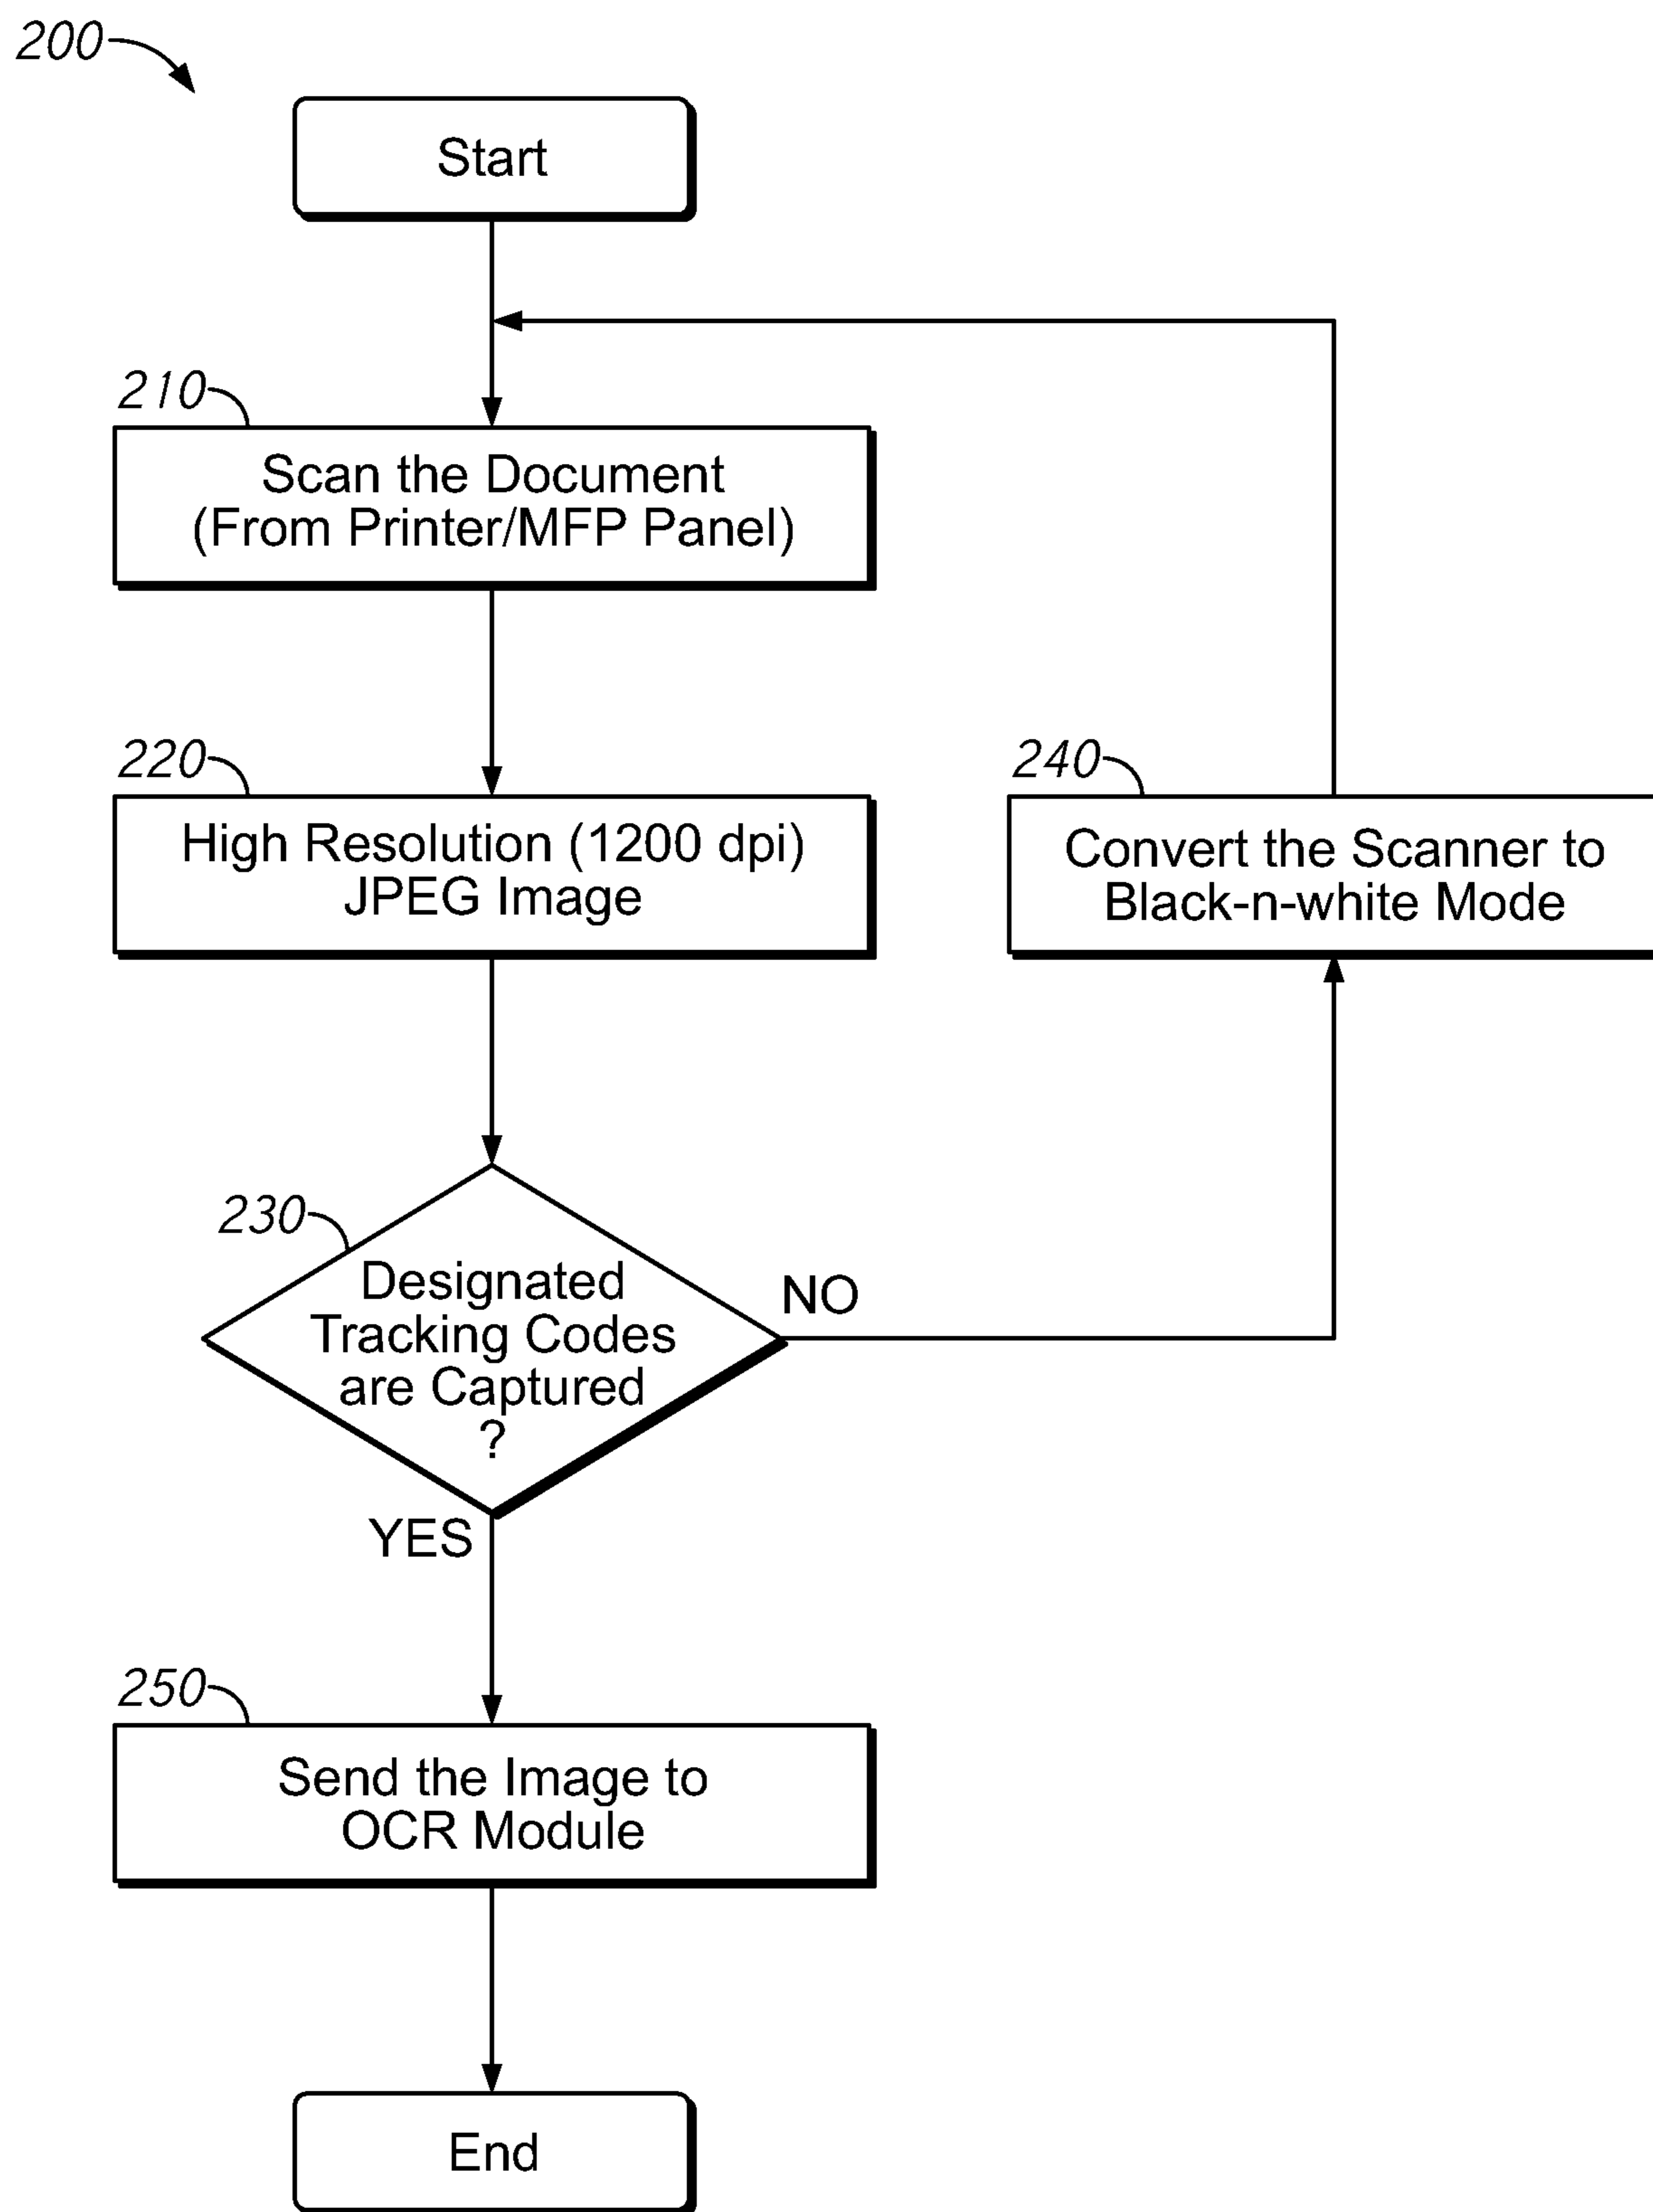 200
Start
210
Scan the Document
(From Printer/MFP Panel)
220
High Resolution (1200 dpi)
JPEG Image
240
Convert the Scanner to
Black-n-white Mode
230
Designated
Tracking Codes
are Captured
?
NO
YES
250
Send the Image to
OCR Module
End